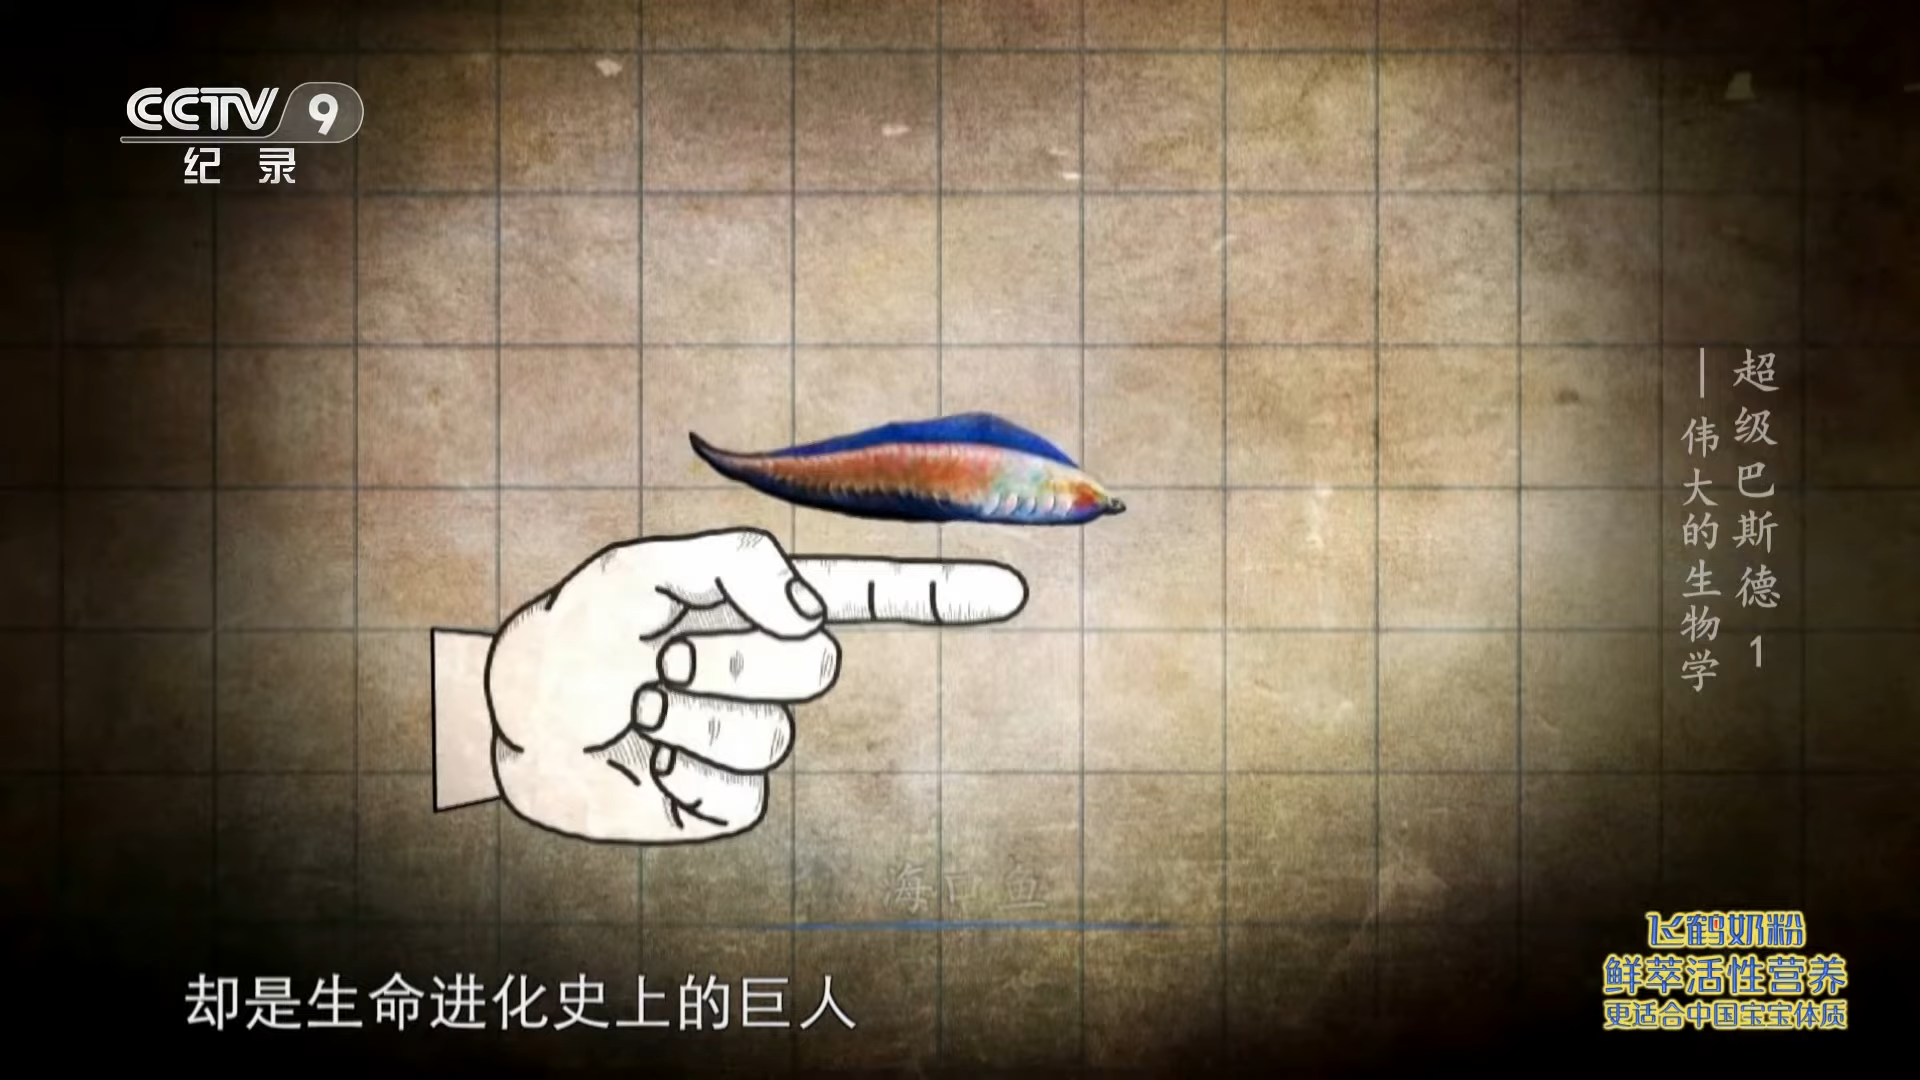 CCTV 9
纪录
超级巴斯德 1
—伟大的生物学
海口鱼
却是生命进化史上的巨人
飞鹤奶粉
鲜萃活性营养
更适合中国宝宝体质